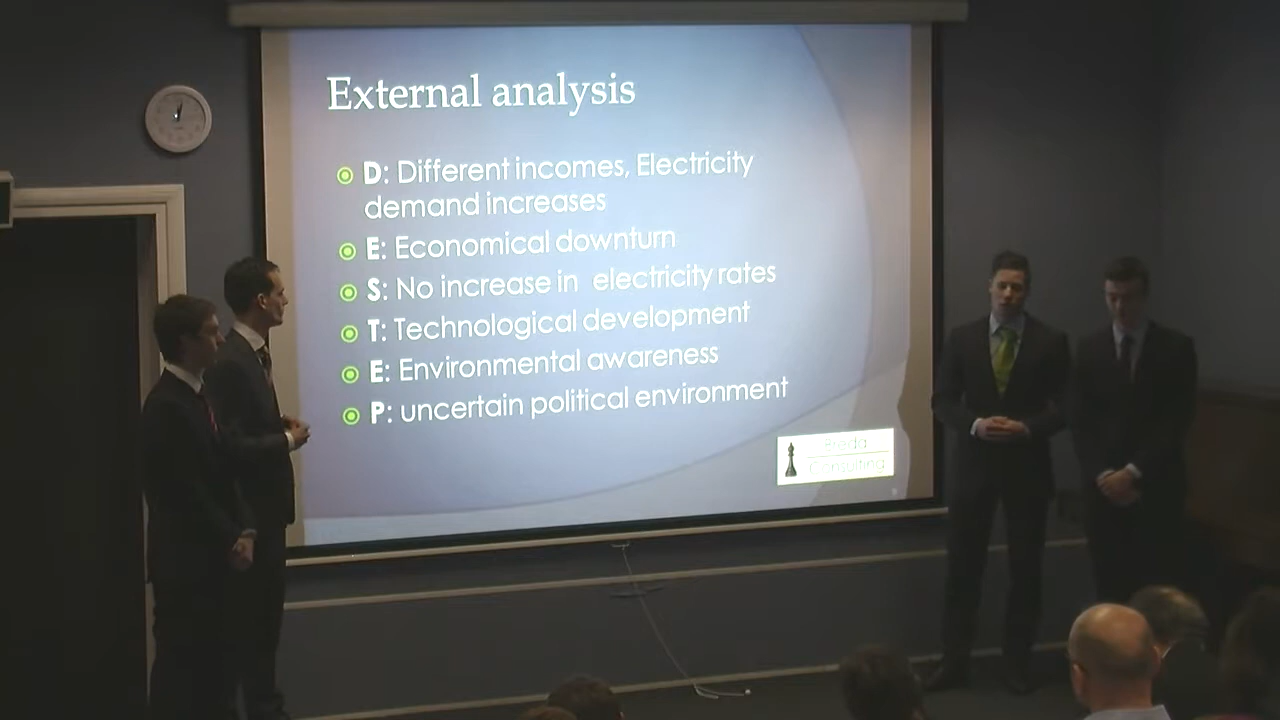 External analysis
D: Different incomes, Electricity
demand increases
E: Economical downturn
S: No increase in electricity rates
T: Technological development
E: Environmental awareness
P: uncertain political environment
Breda
Consulting